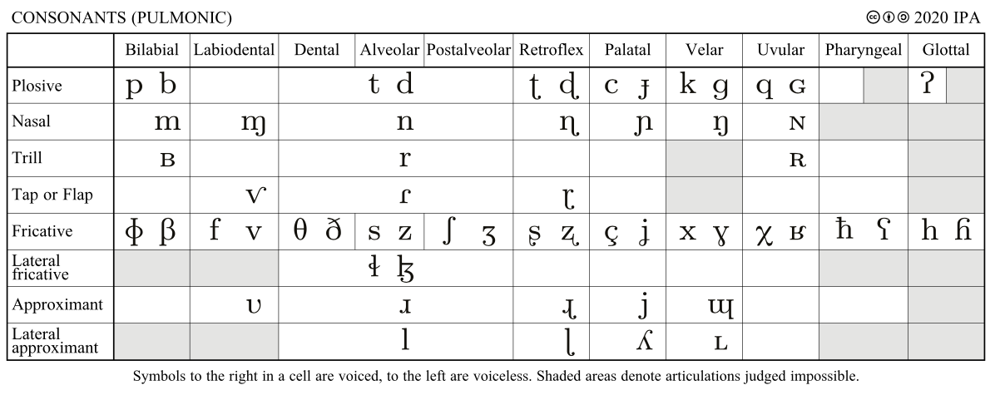 CONSONANTS (PULMONIC) 🅭🅯🄎 2020 IPA
Bilabial Labiodental Dental Alveolar Postalveolar Retroflex Palatal Velar Uvular Pharyngeal Glottal
Plosive p b t d ʈ ɖ c ɟ k ɡ q ɢ ʔ
Nasal m ɱ n ɳ ɲ ŋ ɴ
Trill ʙ r ʀ
Tap or Flap ⱱ ɾ ɽ
Fricative ɸ β f v θ ð s z ʃ ʒ ʂ ʐ ç ʝ x ɣ χ ʁ ħ ʕ h ɦ
Lateral
fricative ɬ ɮ
Approximant ʋ ɹ ɻ j ɰ
Lateral
approximant l ɭ ʎ ʟ
Symbols to the right in a cell are voiced, to the left are voiceless. Shaded areas denote articulations judged impossible.